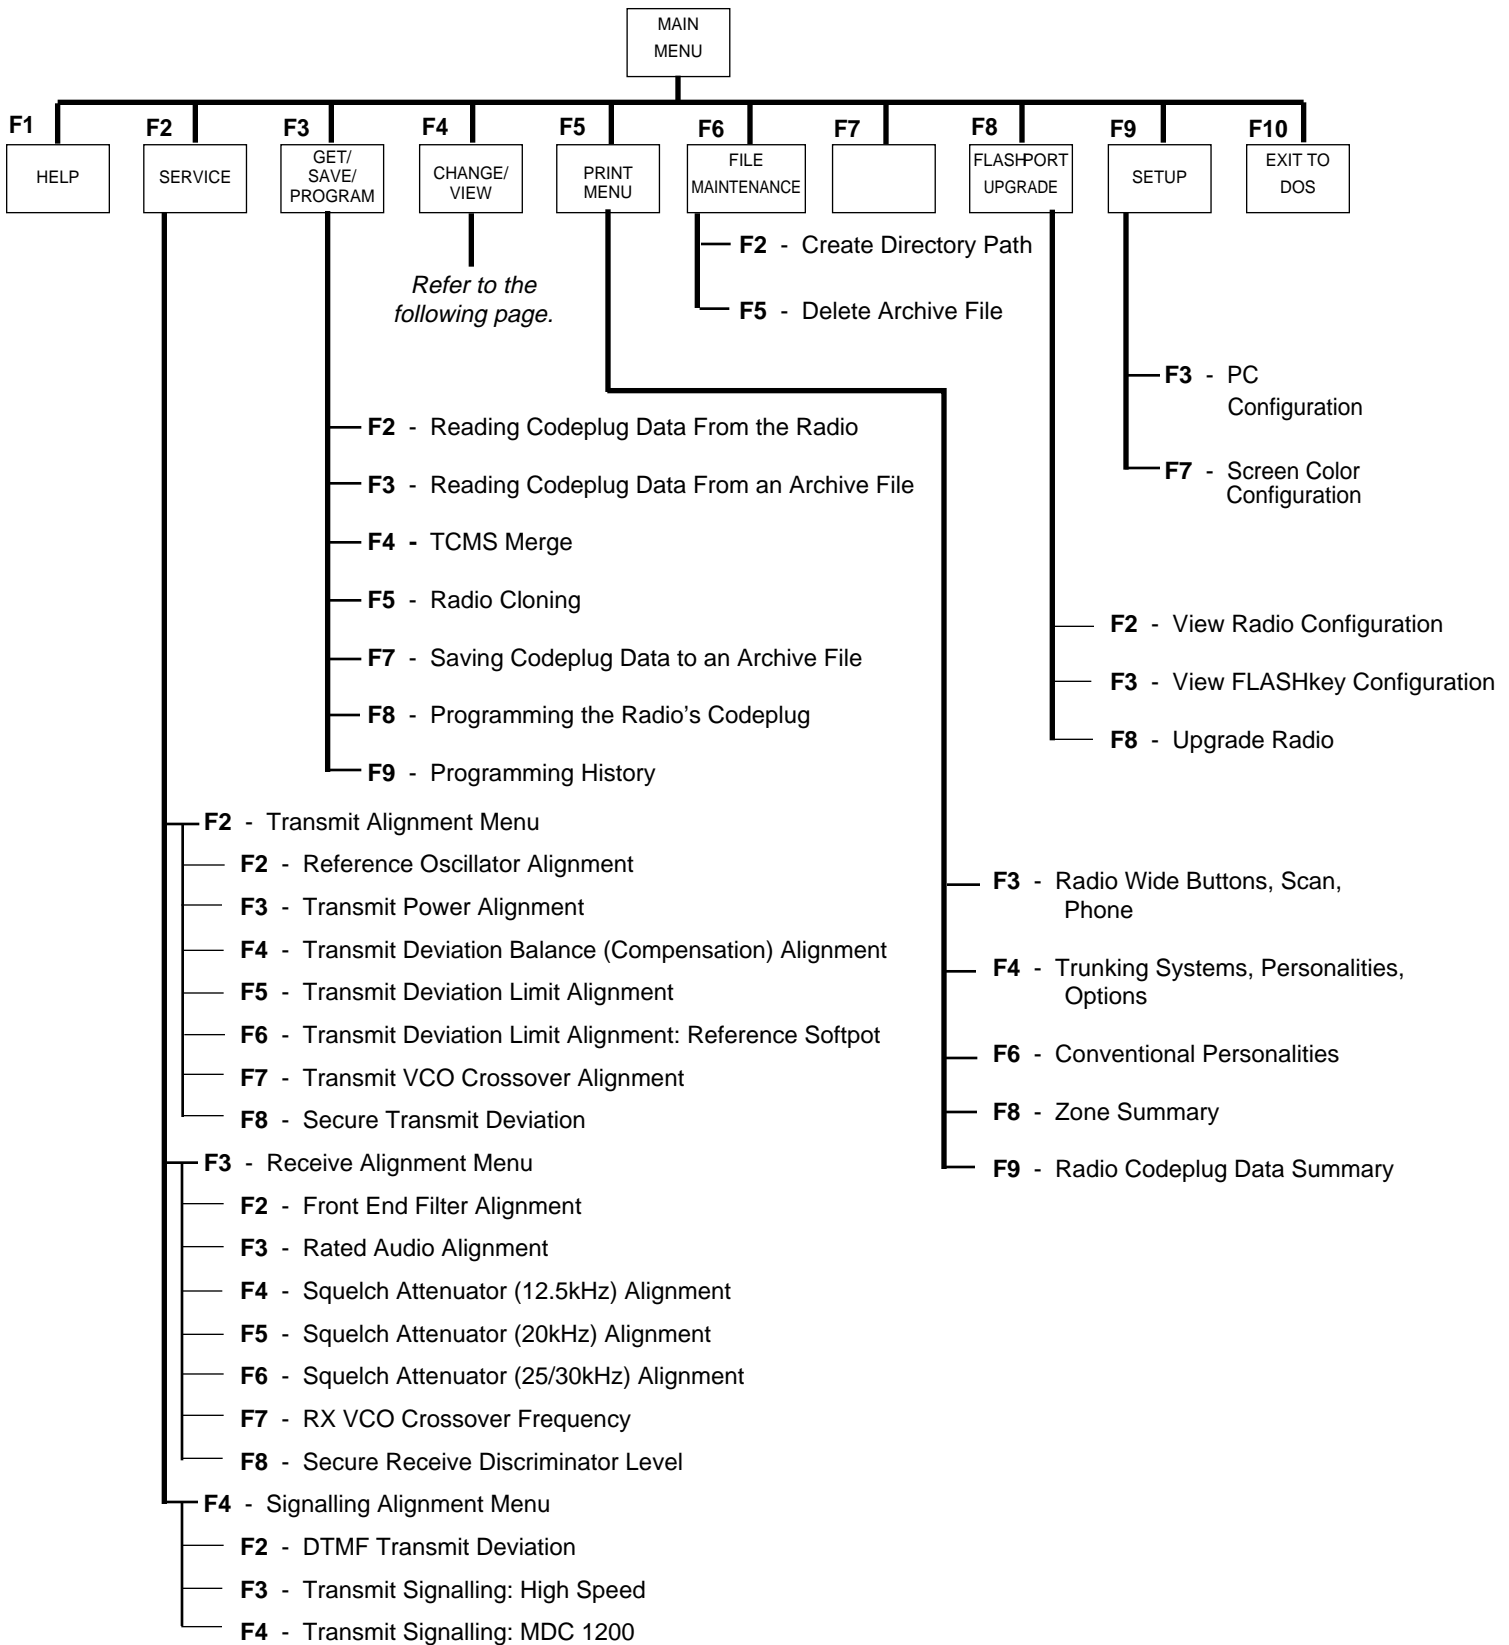 MAIN
MENU
F1
F2
F3
F4
F5
F6
F7
F8
F9
F10
HELP
SERVICE
GET/
SAVE/
PROGRAM
CHANGE/
VIEW
PRINT
MENU
FILE
MAINTENANCE
FLASHPORT
UPGRADE
SETUP
EXIT TO
DOS
Refer to the
following page.
F2 - Create Directory Path
F5 - Delete Archive File
F3 - PC
Configuration
F7 - Screen Color
Configuration
F2 - Reading Codeplug Data From the Radio
F3 - Reading Codeplug Data From an Archive File
F4 - TCMS Merge
F5 - Radio Cloning
F7 - Saving Codeplug Data to an Archive File
F8 - Programming the Radio's Codeplug
F9 - Programming History
F2 - View Radio Configuration
F3 - View FLASHkey Configuration
F8 - Upgrade Radio
F2 - Transmit Alignment Menu
F2 - Reference Oscillator Alignment
F3 - Transmit Power Alignment
F4 - Transmit Deviation Balance (Compensation) Alignment
F5 - Transmit Deviation Limit Alignment
F6 - Transmit Deviation Limit Alignment: Reference Softpot
F7 - Transmit VCO Crossover Alignment
F8 - Secure Transmit Deviation
F3 - Receive Alignment Menu
F2 - Front End Filter Alignment
F3 - Rated Audio Alignment
F4 - Squelch Attenuator (12.5kHz) Alignment
F5 - Squelch Attenuator (20kHz) Alignment
F6 - Squelch Attenuator (25/30kHz) Alignment
F7 - RX VCO Crossover Frequency
F8 - Secure Receive Discriminator Level
F4 - Signalling Alignment Menu
F2 - DTMF Transmit Deviation
F3 - Transmit Signalling: High Speed
F4 - Transmit Signalling: MDC 1200
F3 - Radio Wide Buttons, Scan,
Phone
F4 - Trunking Systems, Personalities,
Options
F6 - Conventional Personalities
F8 - Zone Summary
F9 - Radio Codeplug Data Summary